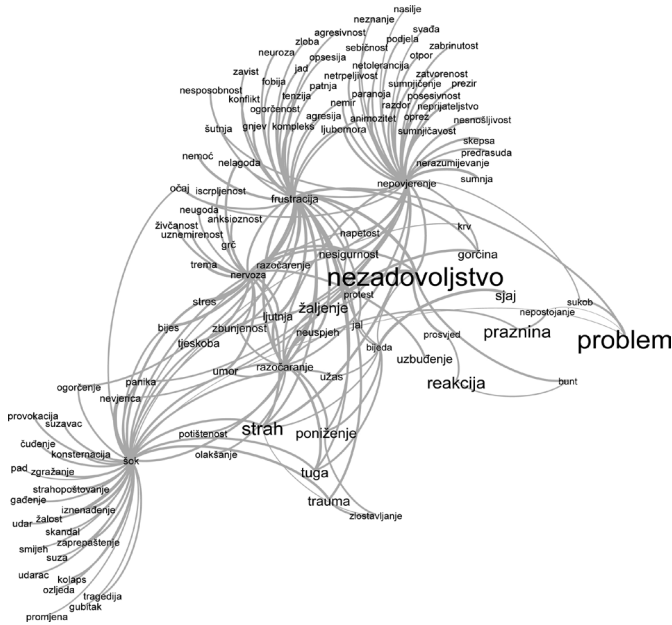 nasilje
neznanje
agresivnost
svađa
zloba
sebičnost
podjela
zabrinutost
neuroza
opsesija
netolerancija
otpor
zavist
jad
netrpeljivost
zatvorenost
fobija
patnja
sumnjičenje
prezir
nesposobnost
konflikt
tenzija
paranoja
posesivnost
ogorčenost
nemir
razdor
neprijateljstvo
agresija
animozitet
oprez
nesnošljivost
šutnja
gnjev
kompleks
ljubomora
sumnjičavost
skepsa
nemoć
nelagoda
predrasuda
nerazumijevanje
sumnja
očaj
iscrpljenost
nepovjerenje
frustracija
neugoda
anksioznost
živčanost
uznemirenost
napetost
krv
grč
nesigurnost
gorčina
trema
razočarenje
nervoza
nezadovoljstvo
stres
protest
sjaj
sukob
žaljenje
nepostojanje
ljutnja
bijes
zbunjenost
neuspjeh
jal
prosvjed
praznina
problem
tjeskoba
bijeda
uzbuđenje
umor
razočaranje
užas
reakcija
bunt
ogorčenje
panika
nevjerica
provokacija
suzavac
strah
potištenost
poniženje
čuđenje
konsternacija
olakšanje
šok
pad
zgražanje
tuga
strahopoštovanje
gađenje
trauma
iznenađenje
zlostavljanje
udar
žalost
skandal
zaprepaštenje
smijeh
suza
udarac
kolaps
ozljeda
tragedija
gubitak
promjena